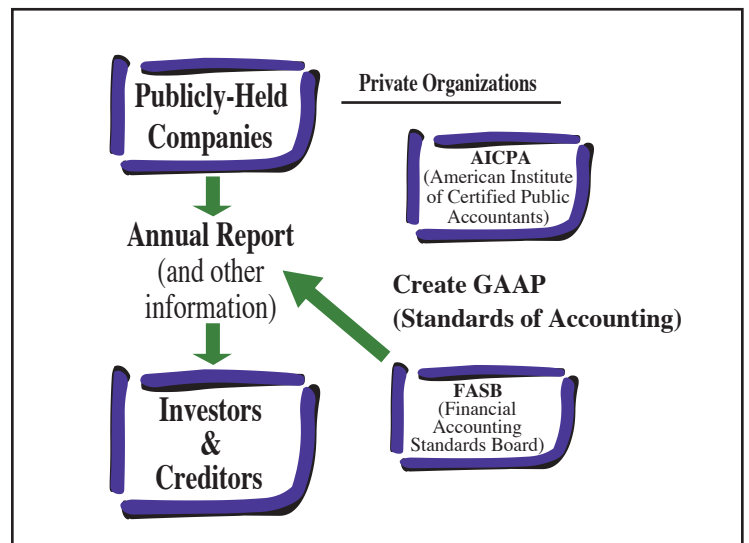 Publicly-Held
Companies
Private Organizations
AICPA
(American Institute
of Certified Public
Accountants)
Annual Report
(and other
information)
Create GAAP
(Standards of Accounting)
Investors
&
Creditors
FASB
(Financial
Accounting
Standards Board)